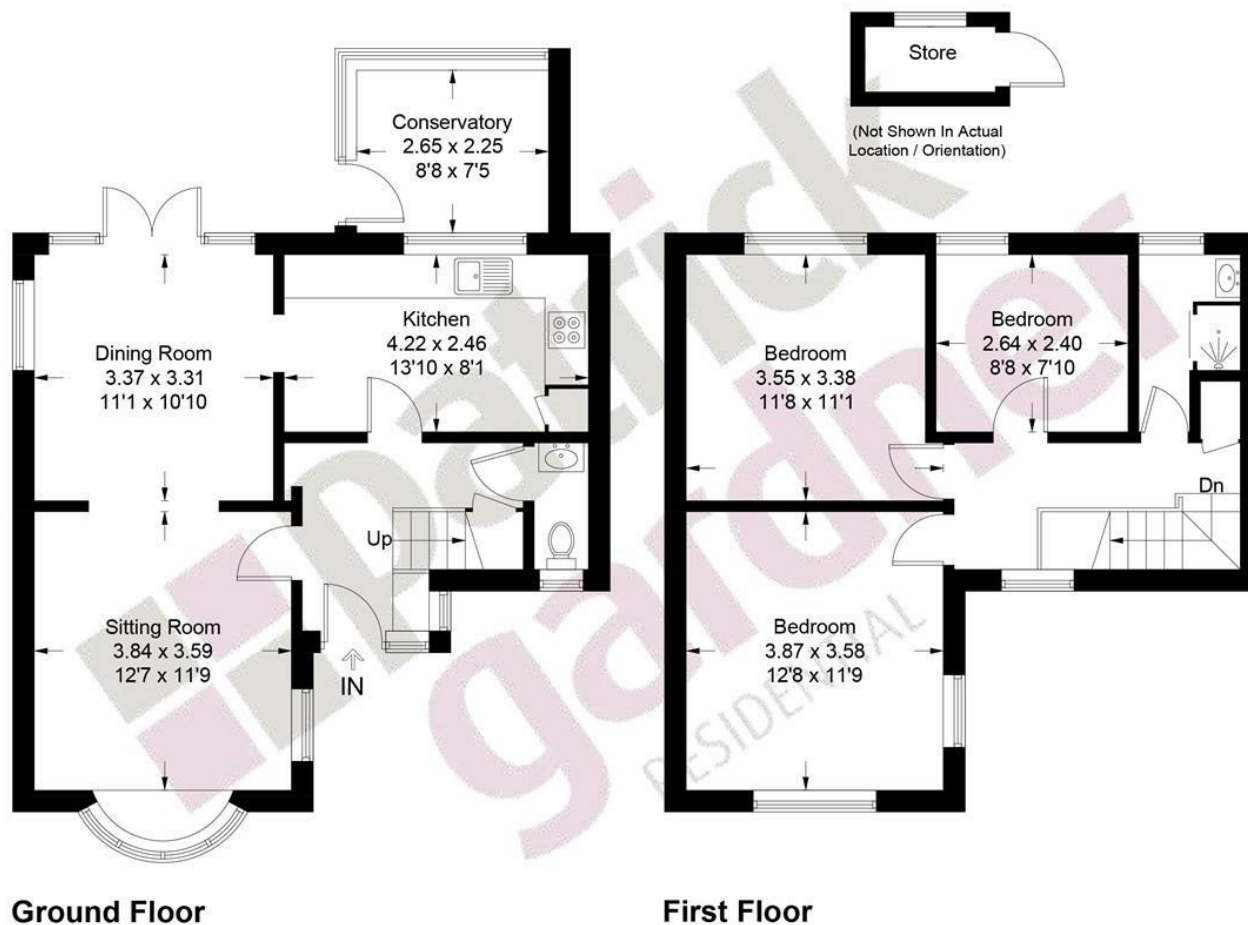 Store
(Not Shown In Actual
Location / Orientation)
Conservatory
2.65 x 2.25
8'8 x 7'5
Dining Room
3.37 x 3.31
11'1 x 10'10
Kitchen
4.22 x 2.46
13'10 x 8'1
Up
Sitting Room
3.84 x 3.59
12'7 x 11'9
IN
Bedroom
3.55 x 3.38
11'8 x 11'1
Bedroom
2.64 x 2.40
8'8 x 7'10
Dn
Bedroom
3.87 x 3.58
12'8 x 11'9
patrick
gardner
RESIDENTIAL
Ground Floor
First Floor